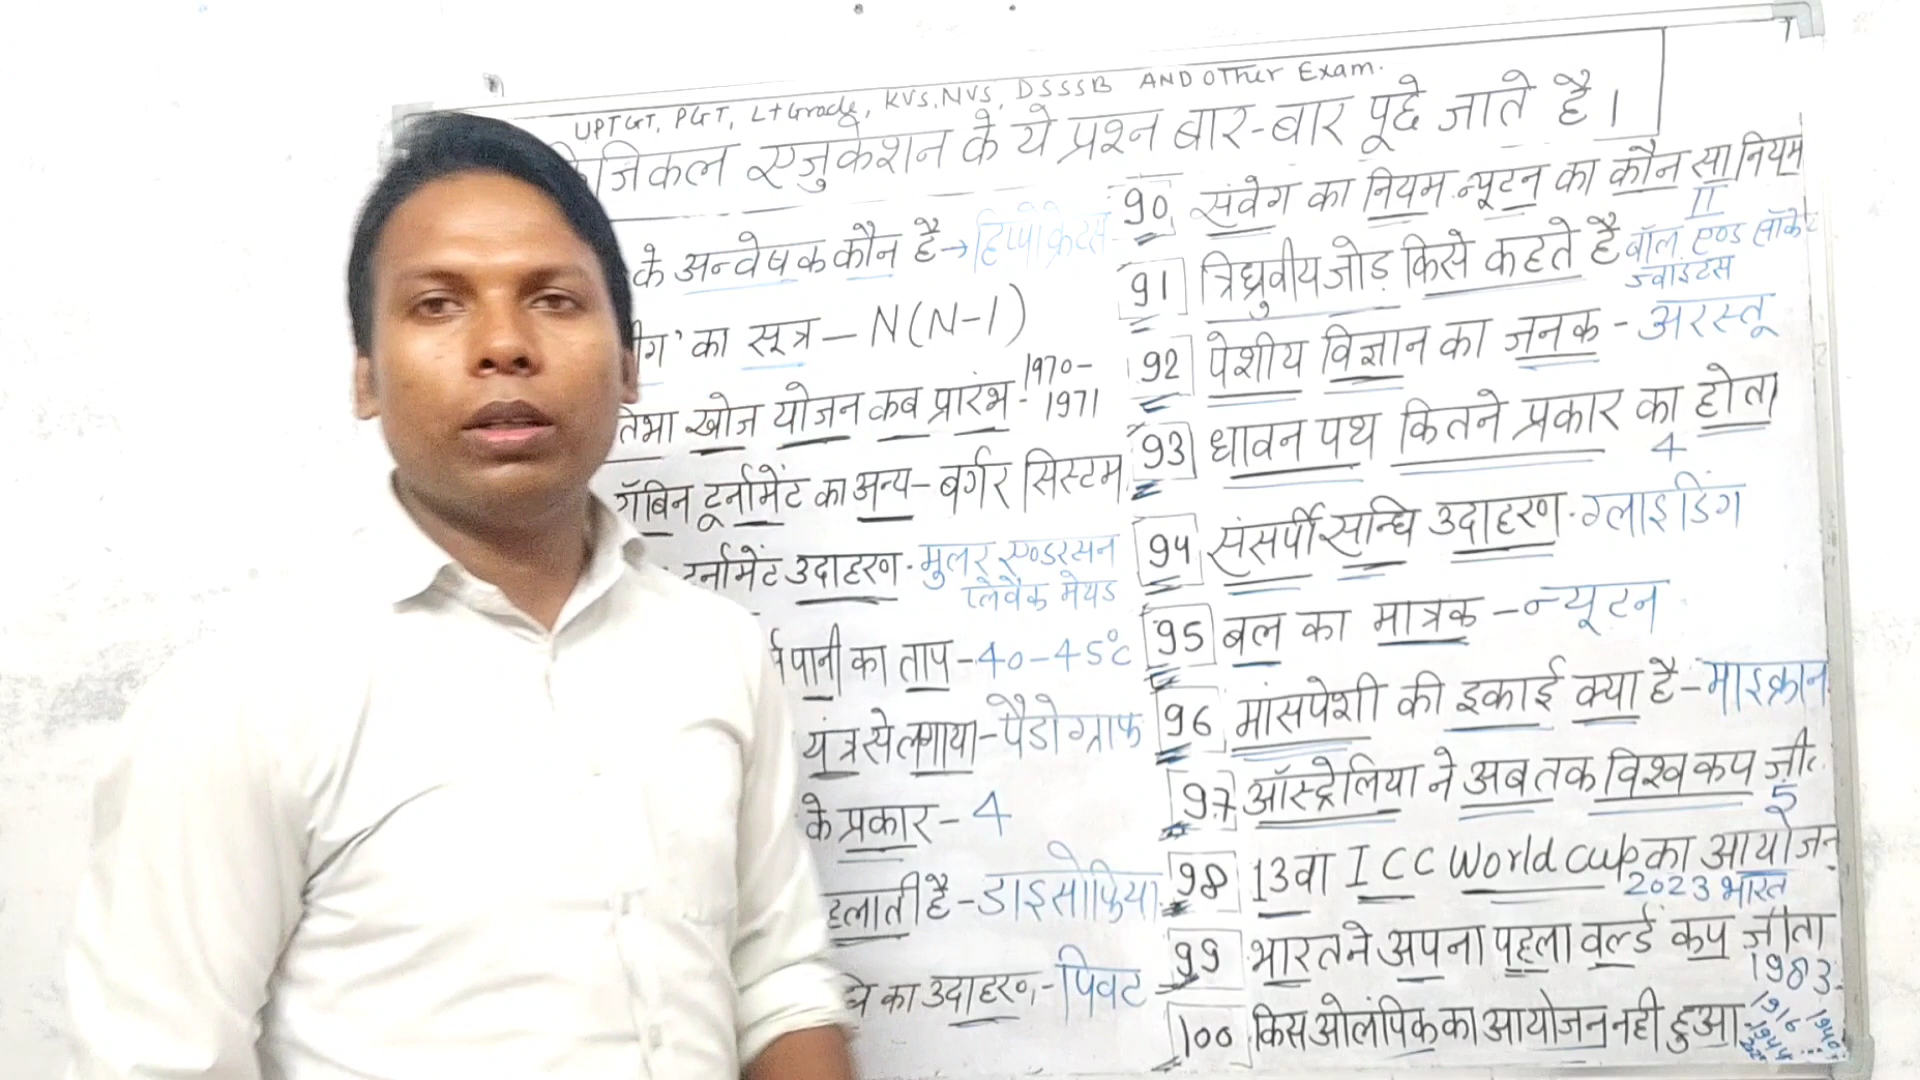 UPTGT, PGT, Lt Grade, KVS, NVS, DSSSB AND Other Exam.
जिकल एजुकेशन के ये प्रश्न बार-बार पूछे जाते है।
के अन्वेषक कौन है→हिप्पोक्रेटस
ग' का सूत्र – N(N-1)
तिभा खोज योजन कब प्रारंभ - 1970-
1971
रॉबिन टूर्नामेंट का अन्य – बर्गर सिस्टम
टूर्नामेंट उदाहरण - मुलर एण्डरसन
प्लेवैक मेथड
पानी का ताप – 40-45°C
यंत्र से लगाया – पैडोग्राफ
के प्रकार – 4
हलाती है – डाइसोफिया
का उदाहरण - पिवट
90 संवेग का नियम न्यूटन का कौन सा नियम
II
91 त्रिध्रुवीय जोड़ किसे कहते है बॉल एण्ड सॉकेट
ज्वाइंटस
92 पेशीय विज्ञान का जनक - अरस्तू
93 धावन पथ कितने प्रकार का होता
4
94 संसर्पी सन्धि उदाहरण - ग्लाइडिंग
95 बल का मात्रक – न्यूटन
96 मांसपेशी की इकाई क्या है – माइक्रान
97 ऑस्ट्रेलिया ने अब तक विश्व कप
5
98 13वा ICC World Cup का आयोजन
2023 भारत
99 भारत ने अपना पहला वर्ल्ड कप जीता
1983
100 किस ओलंपिक का आयोजन नही हुआ
1916
1940
1944